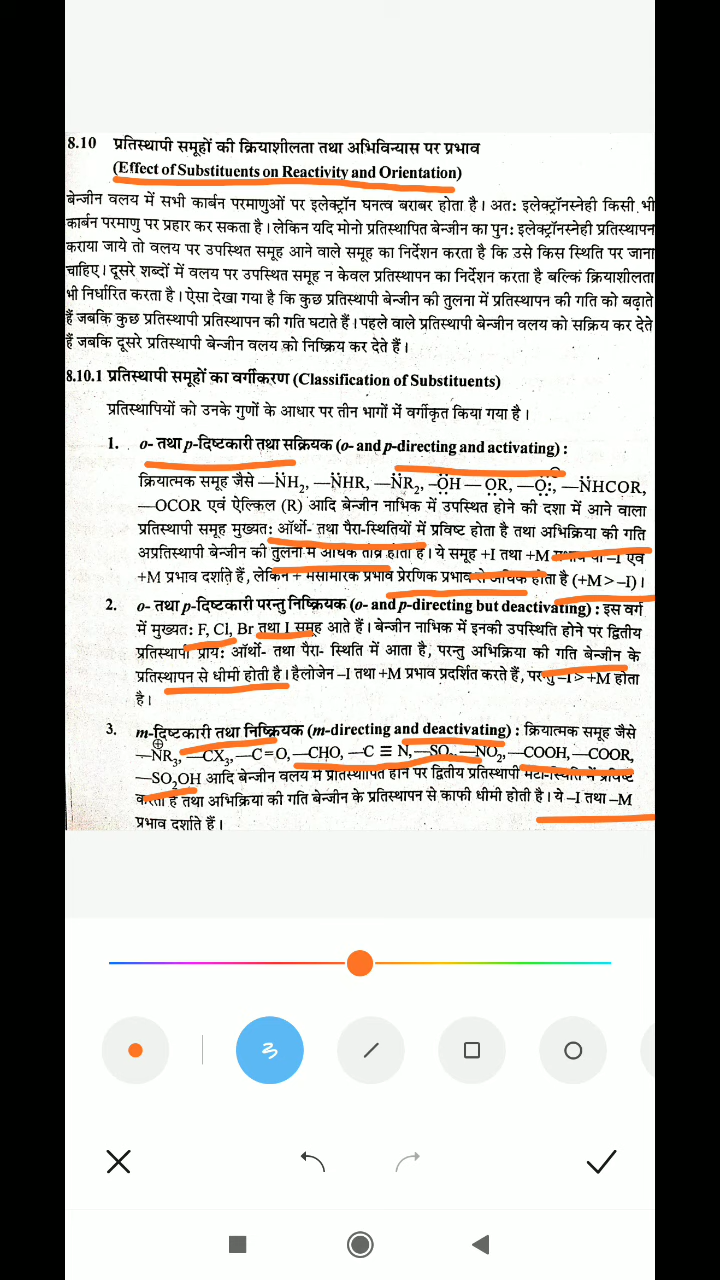 8.10 प्रतिस्थापी समूहों की क्रियाशीलता तथा अभिविन्यास पर प्रभाव
(Effect of Substituents on Reactivity and Orientation)
बेन्जीन वलय में सभी कार्बन परमाणुओं पर इलेक्ट्रॉन घनत्व बराबर होता है। अत: इलेक्ट्रॉनस्नेही किसी भी
कार्बन परमाणु पर प्रहार कर सकता है। लेकिन यदि मोनो प्रतिस्थापित बेन्जीन का पुन: इलेक्ट्रॉनस्नेही प्रतिस्थापन
कराया जाये तो वलय पर उपस्थित समूह आने वाले समूह का निर्देशन करता है कि उसे किस स्थिति पर जाना
चाहिए। दूसरे शब्दों में वलय पर उपस्थित समूह न केवल प्रतिस्थापन का निर्देशन करता है बल्कि क्रियाशीलता
भी निर्धारित करता है। ऐसा देखा गया है कि कुछ प्रतिस्थापी बेन्जीन की तुलना में प्रतिस्थापन की गति को बढ़ाते
हैं जबकि कुछ प्रतिस्थापी प्रतिस्थापन की गति घटाते हैं। पहले वाले प्रतिस्थापी बेन्जीन वलय को सक्रिय कर देते
हैं जबकि दूसरे प्रतिस्थापी बेन्जीन वलय को निष्क्रिय कर देते हैं।
8.10.1 प्रतिस्थापी समूहों का वर्गीकरण (Classification of Substituents)
प्रतिस्थापियों को उनके गुणों के आधार पर तीन भागों में वर्गीकृत किया गया है।
1. o- तथा p-दिष्टकारी तथा सक्रियक (o- and p-directing and activating) :
क्रियात्मक समूह जैसे —N̈H₂, —N̈HR, —N̈R₂, —ÖH — OR, —O:, —N̈HCOR,
—OCOR एवं ऐल्किल (R) आदि बेन्जीन नाभिक में उपस्थित होने की दशा में आने वाला
प्रतिस्थापी समूह मुख्यत: ऑर्थो- तथा पैरा-स्थितियों में प्रविष्ट होता है तथा अभिक्रिया की गति
अप्रतिस्थापी बेन्जीन की तुलना में अधिक तीव्र होती है। ये समूह +I तथा +M प्रभाव या –I एवं
+M प्रभाव दर्शाते हैं, लेकिन + मेसोमारक प्रभाव प्रेरणिक प्रभाव से अधिक होता है (+M > –I)।
2. o- तथा p-दिष्टकारी परन्तु निष्क्रियक (o- and p-directing but deactivating) : इस वर्ग
में मुख्यत: F, Cl, Br तथा I समूह आते हैं। बेन्जीन नाभिक में इनकी उपस्थिति होने पर द्वितीय
प्रतिस्थापी प्राय: ऑर्थो- तथा पैरा- स्थिति में आता है, परन्तु अभिक्रिया की गति बेन्जीन के
प्रतिस्थापन से धीमी होती है। हैलोजेन –I तथा +M प्रभाव प्रदर्शित करते हैं, परन्तु –I > +M होता
है।
3. m-दिष्टकारी तथा निष्क्रियक (m-directing and deactivating) : क्रियात्मक समूह जैसे
—N⊕R₃, —CX₃, —C=O, —CHO, —C ≡ N, —SO₃, —NO₂, —COOH, —COOR,
—SO₂OH आदि बेन्जीन वलय में प्रतिस्थापित होने पर द्वितीय प्रतिस्थापी मेटा-स्थिति में प्रविष्ट
करता है तथा अभिक्रिया की गति बेन्जीन के प्रतिस्थापन से काफी धीमी होती है। ये –I तथा –M
प्रभाव दर्शाते हैं।